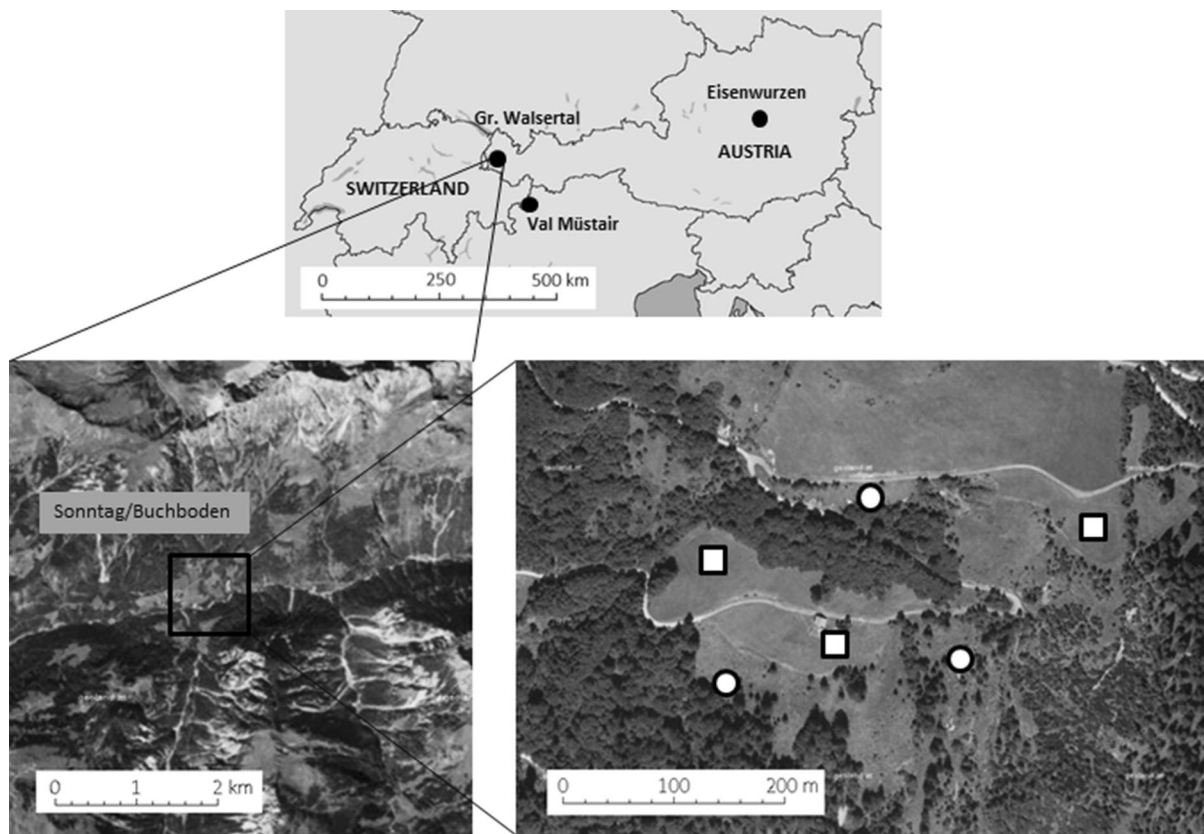 Eisenwurzen
Gr. Walsertal
AUSTRIA
SWITZERLAND
Val Müstair
0 250 500 km
Sonntag/Buchboden
0 1 2 km
0 100 200 m